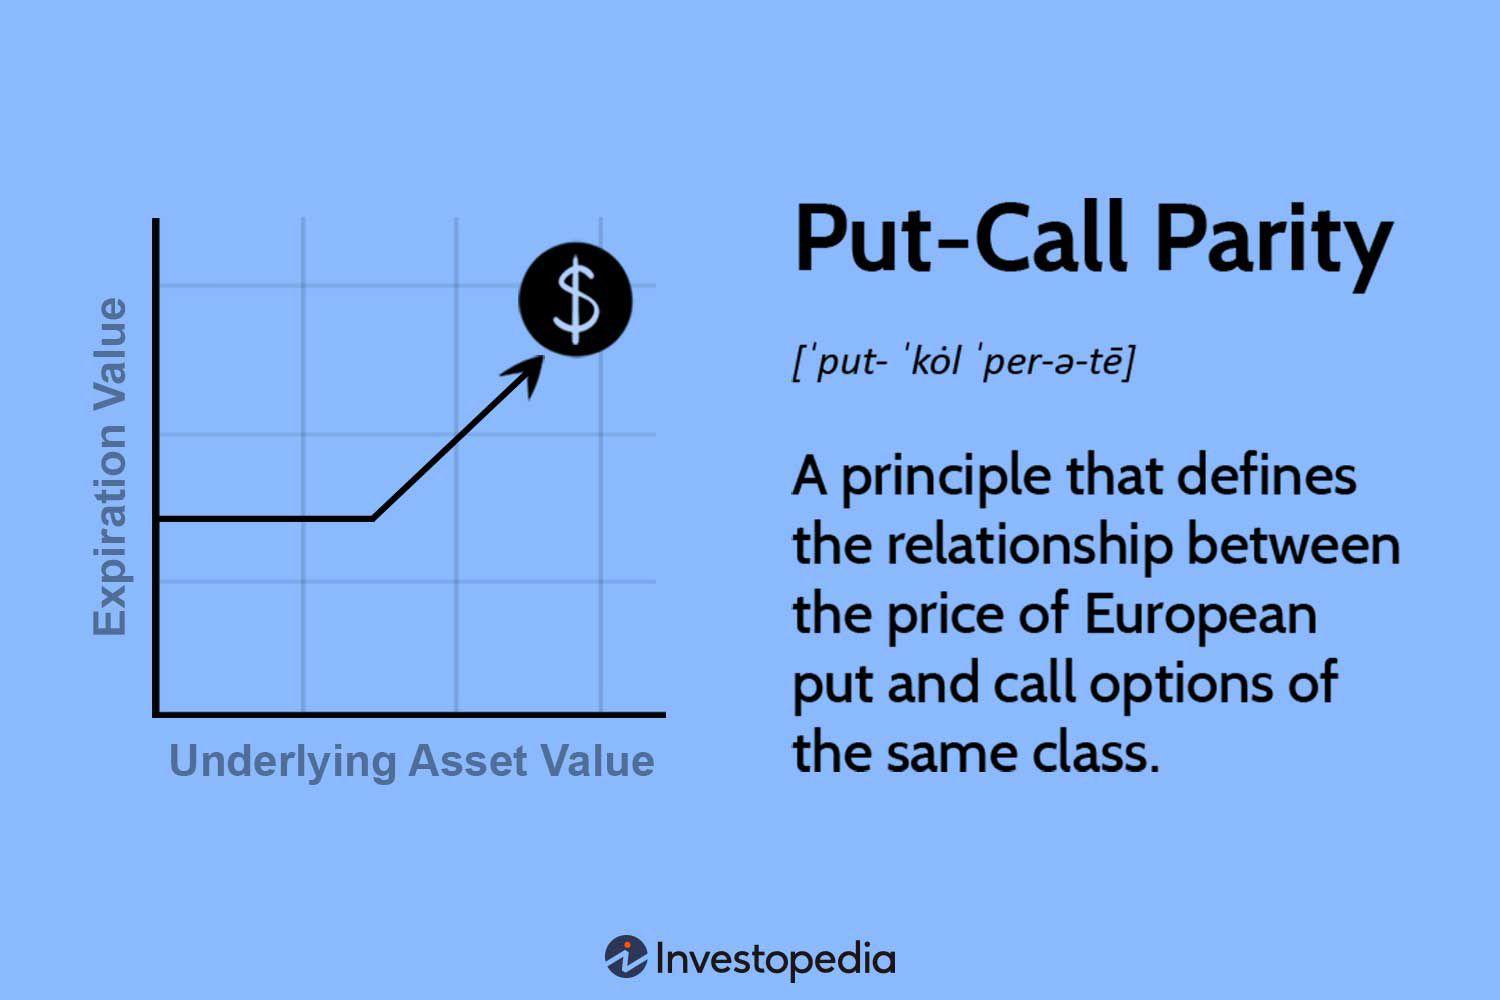 Put-Call Parity
[ˈput- ˈkȯl ˈper-ə-tē]
A principle that defines
the relationship between
the price of European
put and call options of
the same class.
Expiration Value
$
Underlying Asset Value
Investopedia